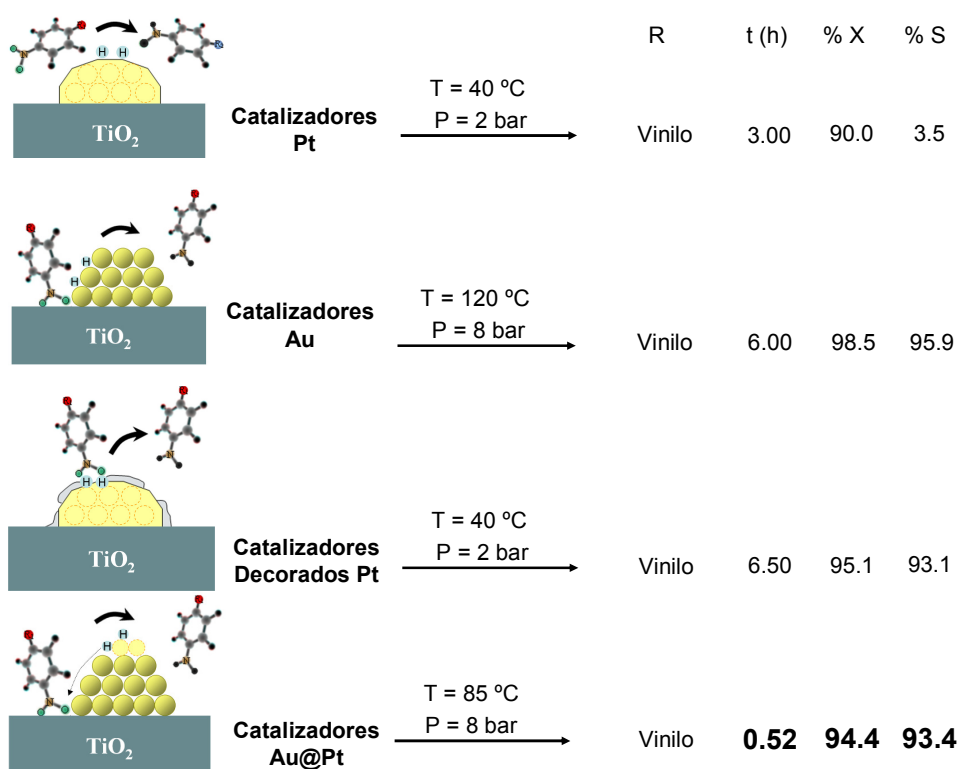 R t (h) % X % S
H H
TiO2
Catalizadores
Pt
T = 40 ºC
P = 2 bar
Vinilo 3.00 90.0 3.5
N
H
H
TiO2
Catalizadores
Au
T = 120 ºC
P = 8 bar
Vinilo 6.00 98.5 95.9
N
H H
TiO2
Catalizadores
Decorados Pt
T = 40 ºC
P = 2 bar
Vinilo 6.50 95.1 93.1
H
H
N
TiO2
Catalizadores
Au@Pt
T = 85 ºC
P = 8 bar
Vinilo 0.52 94.4 93.4